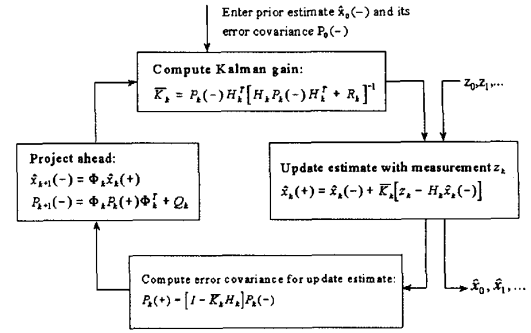 Enter prior estimate x̂₀(−) and its
error covariance P₀(−)
Compute Kalman gain:
K̅ₖ = Pₖ(−)Hₖᵀ[HₖPₖ(−)Hₖᵀ + Rₖ]⁻¹
z₀,z₁,...
Project ahead:
x̂ₖ₊₁(−) = Φₖx̂ₖ(+)
Pₖ₊₁(−) = ΦₖPₖ(+)Φₖᵀ + Qₖ
Update estimate with measurement zₖ
x̂ₖ(+) = x̂ₖ(−) + K̅ₖ[zₖ − Hₖx̂ₖ(−)]
Compute error covariance for update estimate:
Pₖ(+) = [I − K̅ₖHₖ]Pₖ(−)
x̂₀, x̂₁, ...